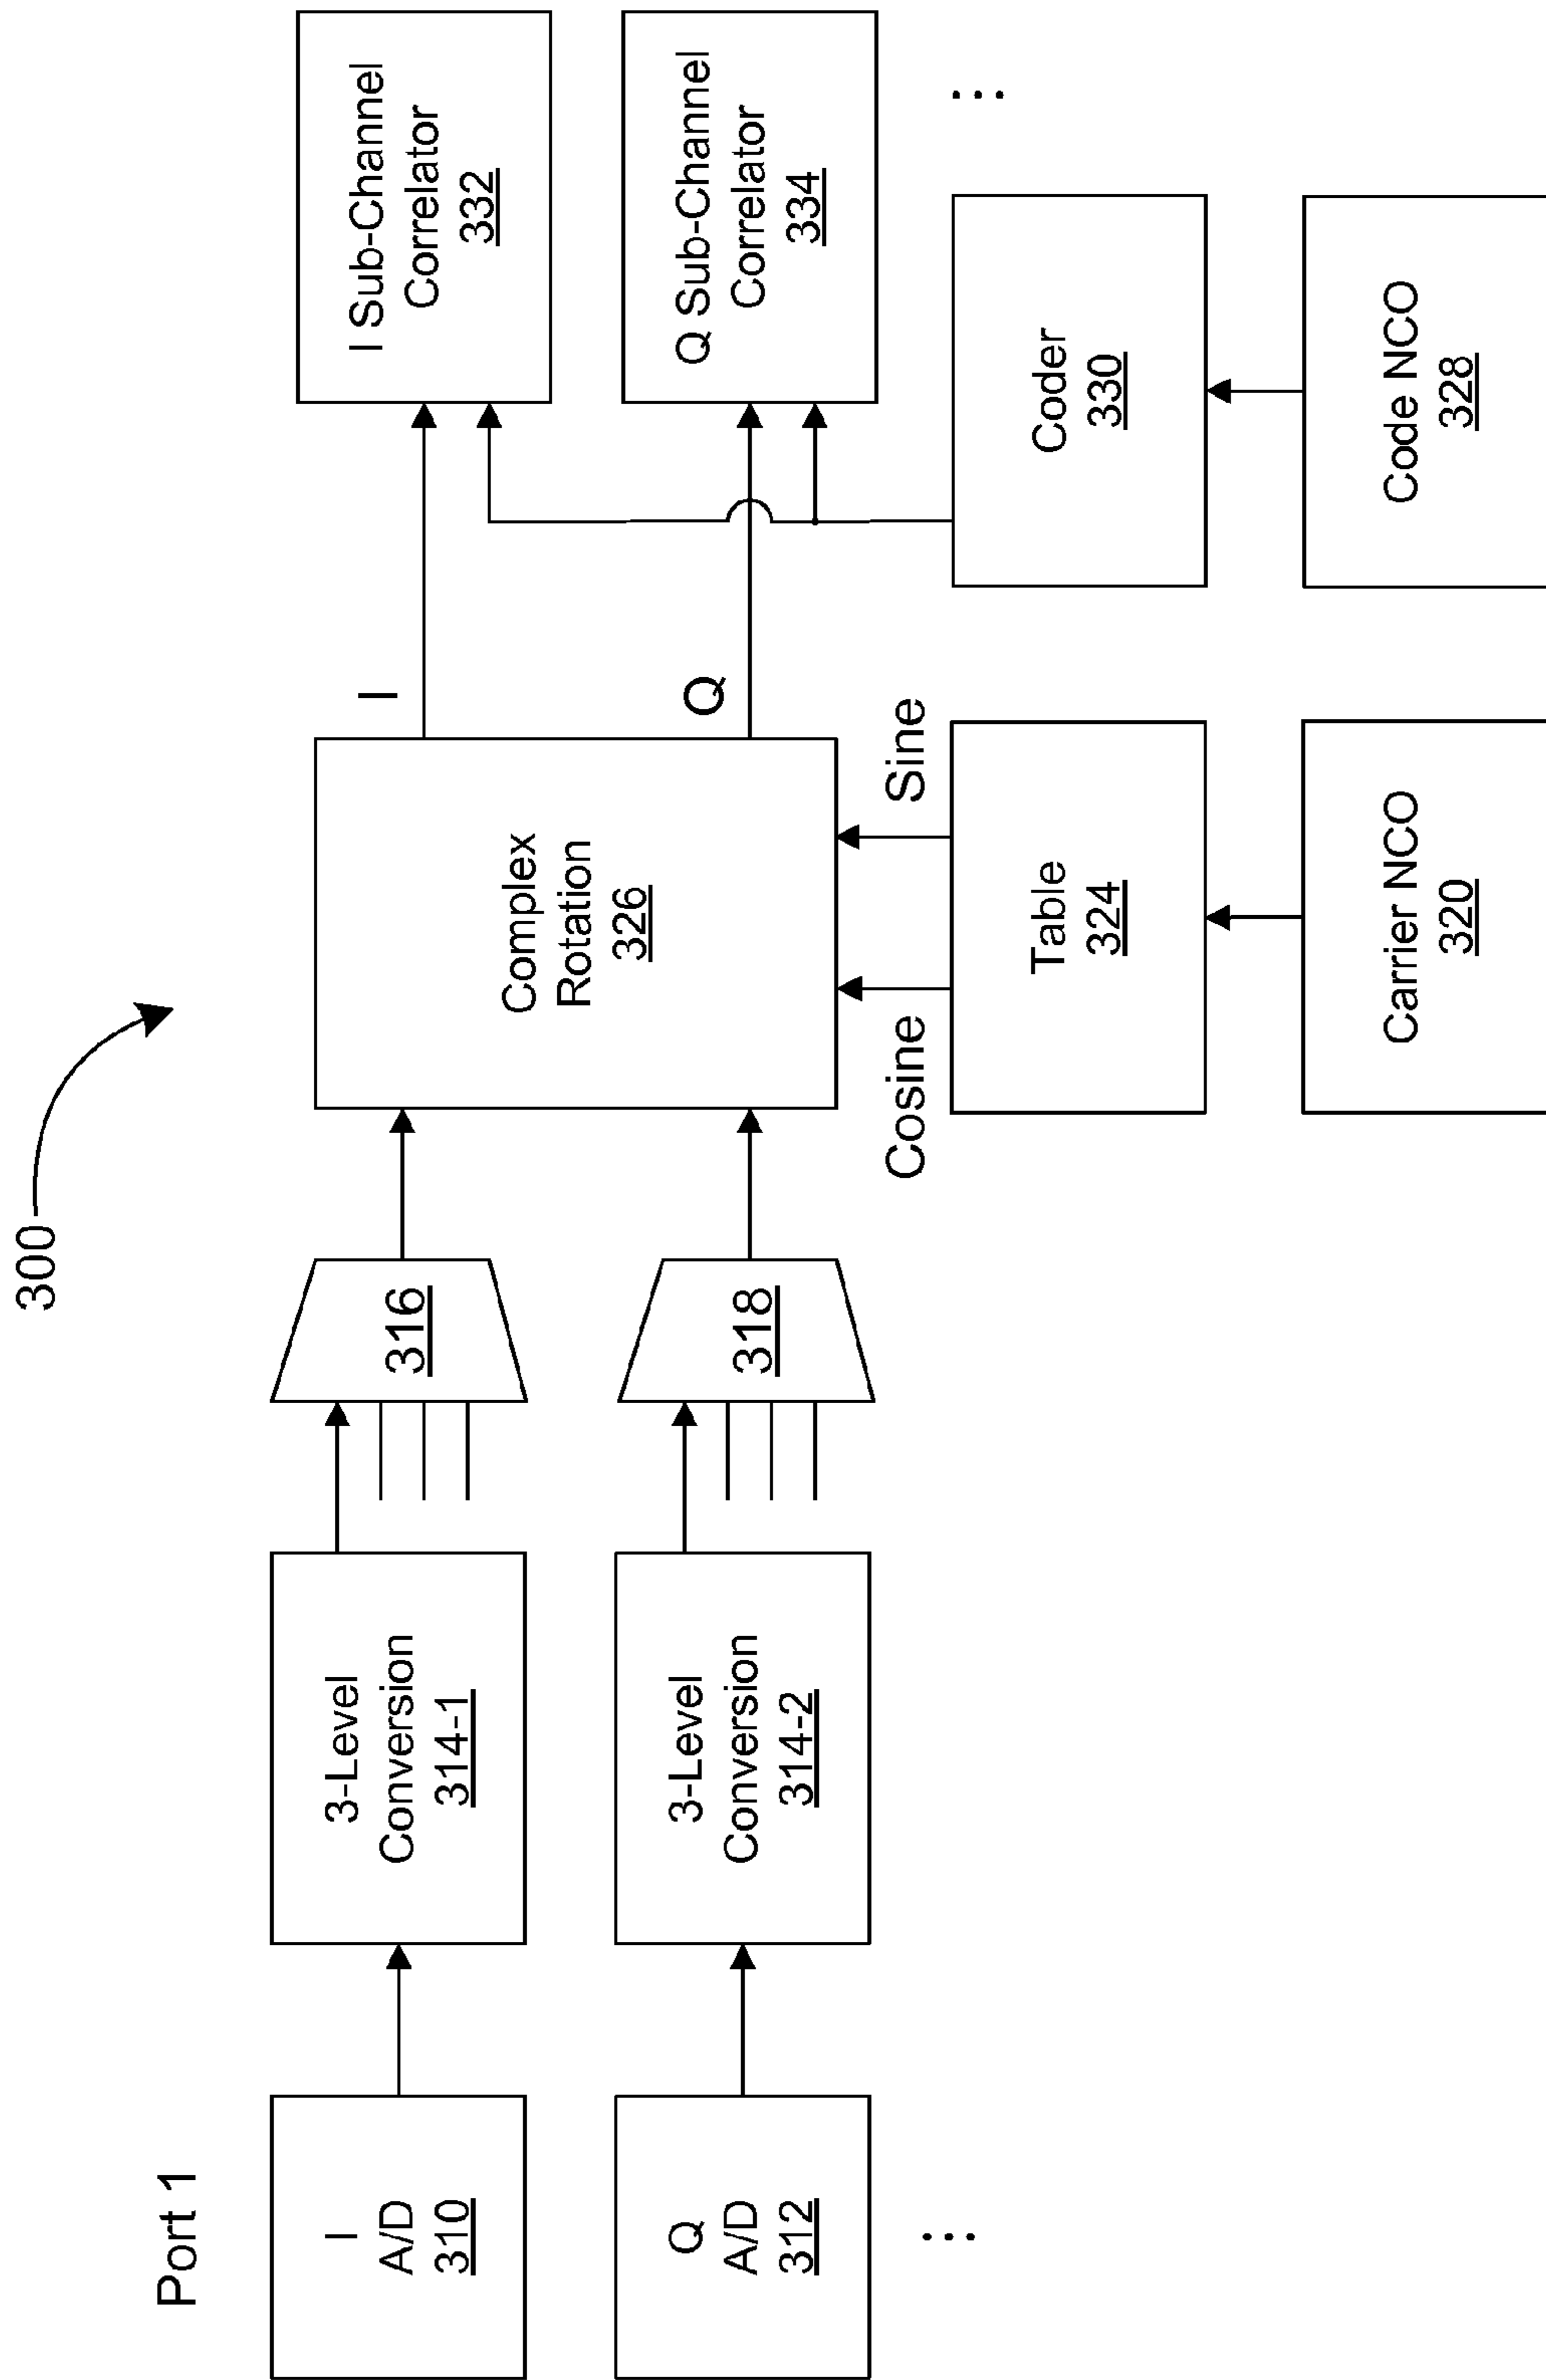 300
Port 1
I
A/D
310
3-Level
Conversion
314-1
316
Complex
Rotation
326
I
I Sub-Channel
Correlator
332
Q
A/D
312
3-Level
Conversion
314-2
318
Q
Q Sub-Channel
Correlator
334
...
...
Cosine
Sine
Table
324
Coder
330
Carrier NCO
320
Code NCO
328